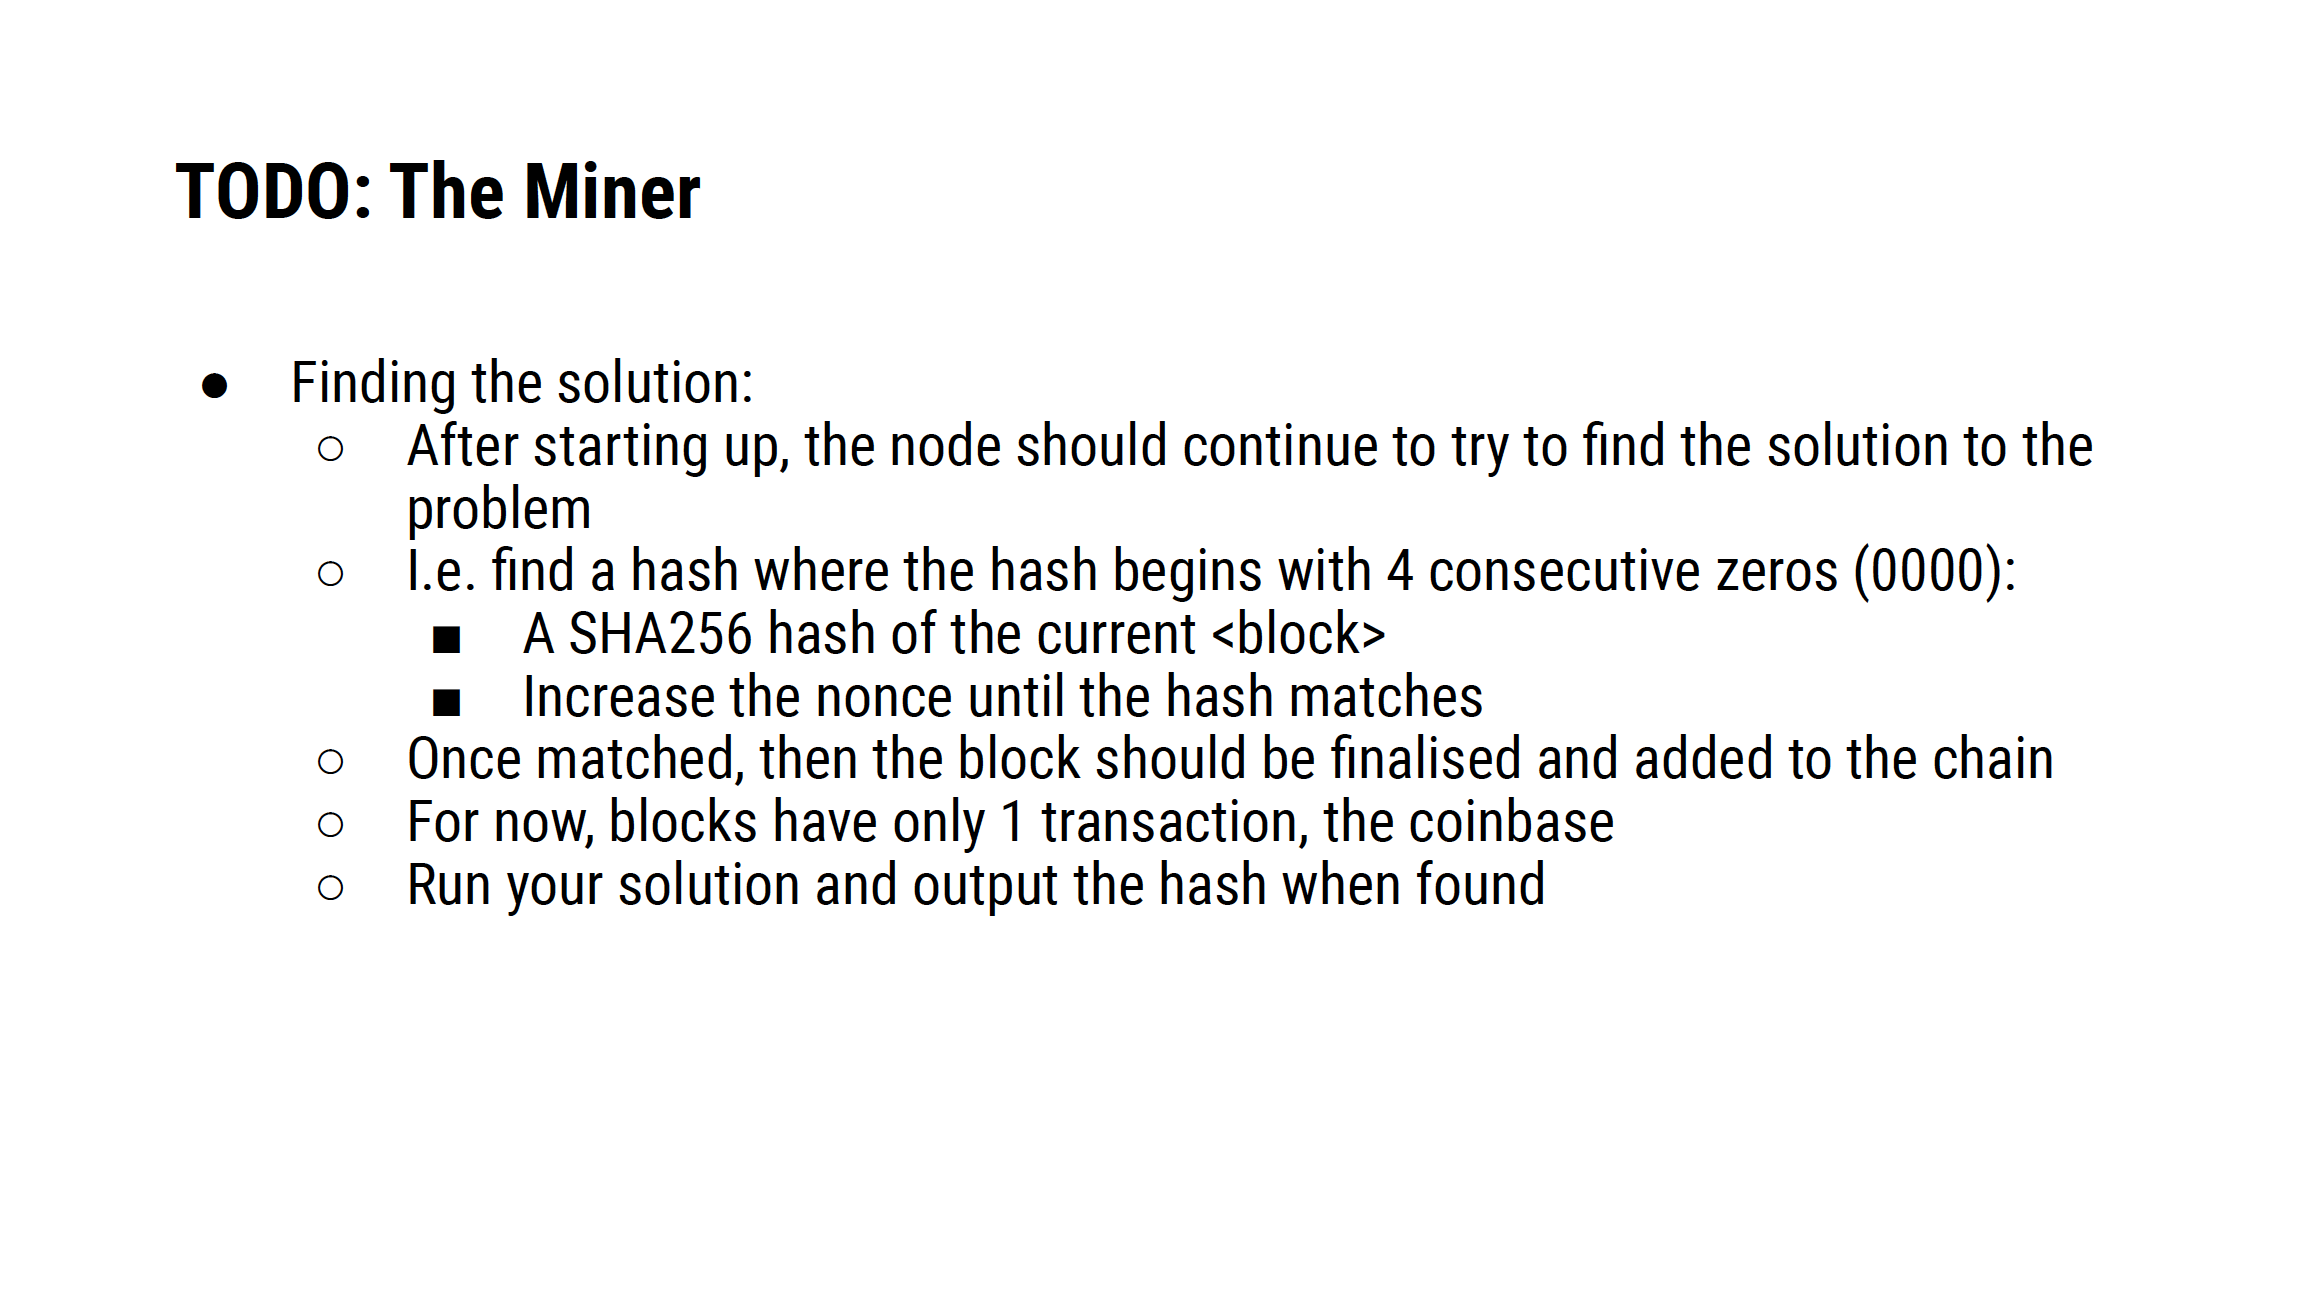 TODO: The Miner
● Finding the solution:
○ After starting up, the node should continue to try to find the solution to the
problem
○ I.e. find a hash where the hash begins with 4 consecutive zeros (0000):
■ A SHA256 hash of the current <block>
■ Increase the nonce until the hash matches
○ Once matched, then the block should be finalised and added to the chain
○ For now, blocks have only 1 transaction, the coinbase
○ Run your solution and output the hash when found